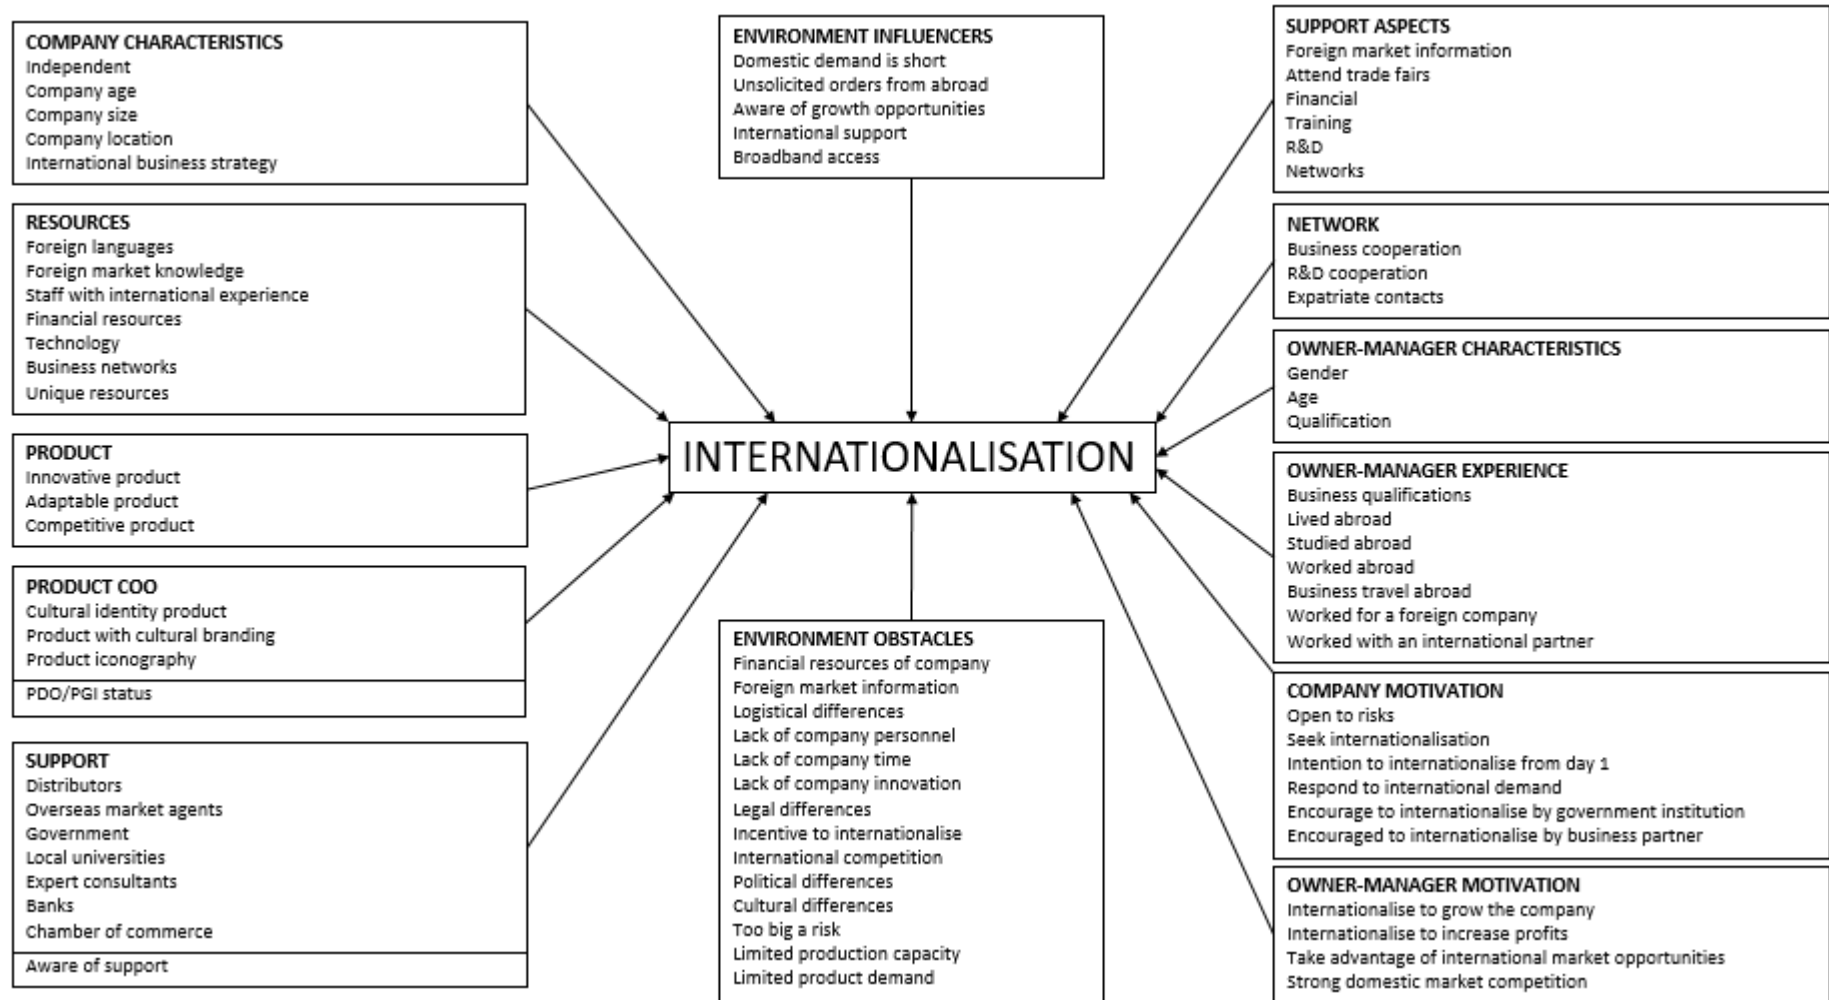 COMPANY CHARACTERISTICS
Independent
Company age
Company size
Company location
International business strategy
RESOURCES
Foreign languages
Foreign market knowledge
Staff with international experience
Financial resources
Technology
Business networks
Unique resources
PRODUCT
Innovative product
Adaptable product
Competitive product
PRODUCT COO
Cultural identity product
Product with cultural branding
Product iconography
PDO/PGI status
SUPPORT
Distributors
Overseas market agents
Government
Local universities
Expert consultants
Banks
Chamber of commerce
Aware of support
ENVIRONMENT INFLUENCERS
Domestic demand is short
Unsolicited orders from abroad
Aware of growth opportunities
International support
Broadband access
INTERNATIONALISATION
ENVIRONMENT OBSTACLES
Financial resources of company
Foreign market information
Logistical differences
Lack of company personnel
Lack of company time
Lack of company innovation
Legal differences
Incentive to internationalise
International competition
Political differences
Cultural differences
Too big a risk
Limited production capacity
Limited product demand
SUPPORT ASPECTS
Foreign market information
Attend trade fairs
Financial
Training
R&D
Networks
NETWORK
Business cooperation
R&D cooperation
Expatriate contacts
OWNER-MANAGER CHARACTERISTICS
Gender
Age
Qualification
OWNER-MANAGER EXPERIENCE
Business qualifications
Lived abroad
Studied abroad
Worked abroad
Business travel abroad
Worked for a foreign company
Worked with an international partner
COMPANY MOTIVATION
Open to risks
Seek internationalisation
Intention to internationalise from day 1
Respond to international demand
Encourage to internationalise by government institution
Encouraged to internationalise by business partner
OWNER-MANAGER MOTIVATION
Internationalise to grow the company
Internationalise to increase profits
Take advantage of international market opportunities
Strong domestic market competition